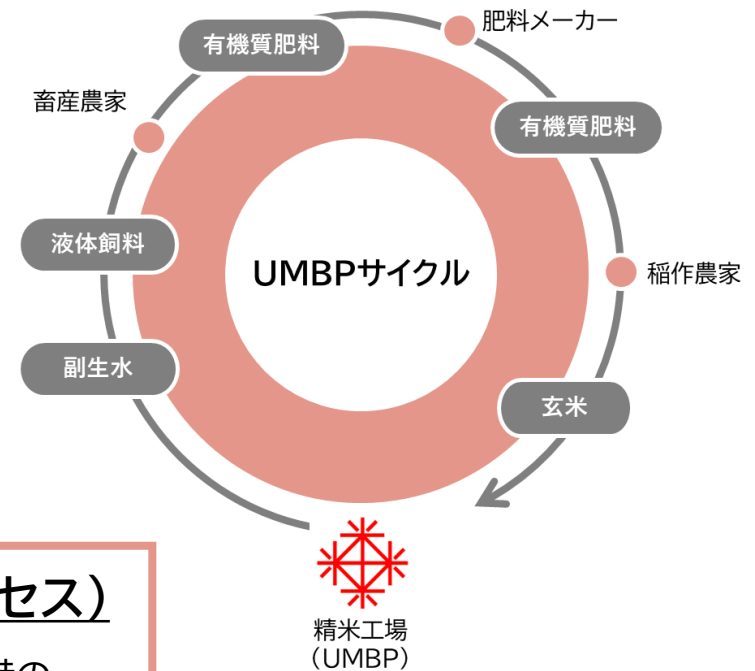 有機質肥料
肥料メーカー
畜産農家
有機質肥料
液体飼料
UMBPサイクル
稲作農家
副生水
玄米
精米工場
(UMBP)
セス)